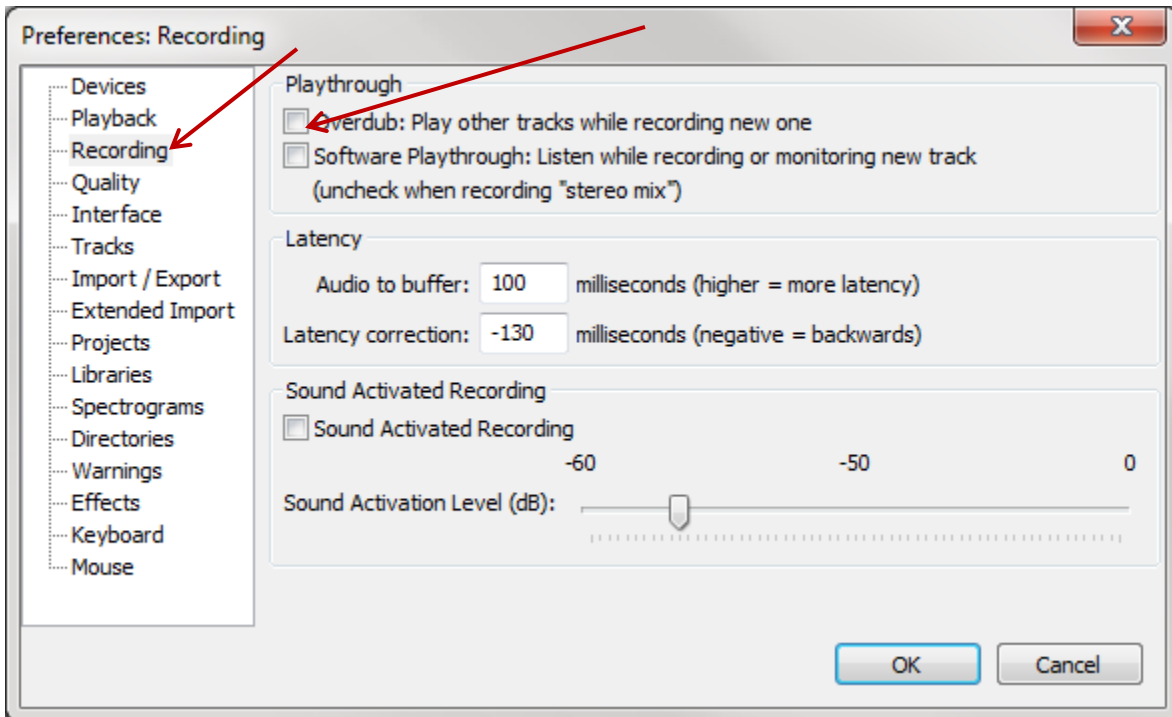 Preferences: Recording
Devices
Playback
Recording
Quality
Interface
Tracks
Import / Export
Extended Import
Projects
Libraries
Spectrograms
Directories
Warnings
Effects
Keyboard
Mouse
Playthrough
Overdub: Play other tracks while recording new one
Software Playthrough: Listen while recording or monitoring new track
(uncheck when recording "stereo mix")
Latency
Audio to buffer: 100 milliseconds (higher = more latency)
Latency correction: -130 milliseconds (negative = backwards)
Sound Activated Recording
Sound Activated Recording
-60 -50 0
Sound Activation Level (dB):
OK Cancel